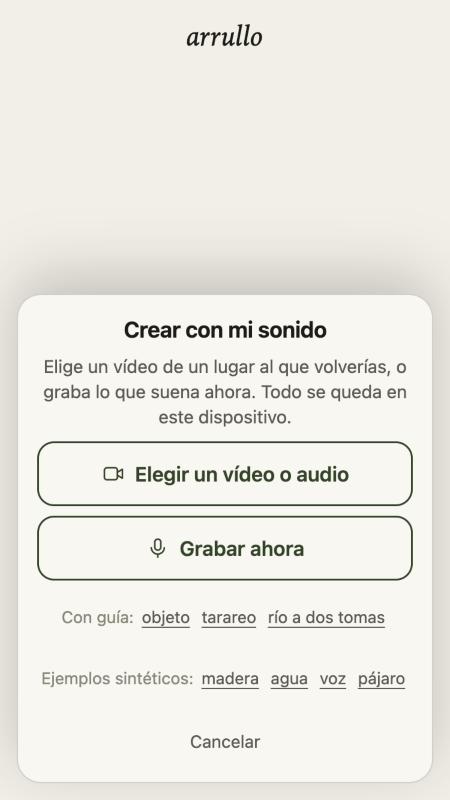 arrullo
Crear con mi sonido
Elige un vídeo de un lugar al que volverías, o
graba lo que suena ahora. Todo se queda en
este dispositivo.
Elegir un vídeo o audio
Grabar ahora
Con guía: objeto tarareo río a dos tomas
Ejemplos sintéticos: madera agua voz pájaro
Cancelar